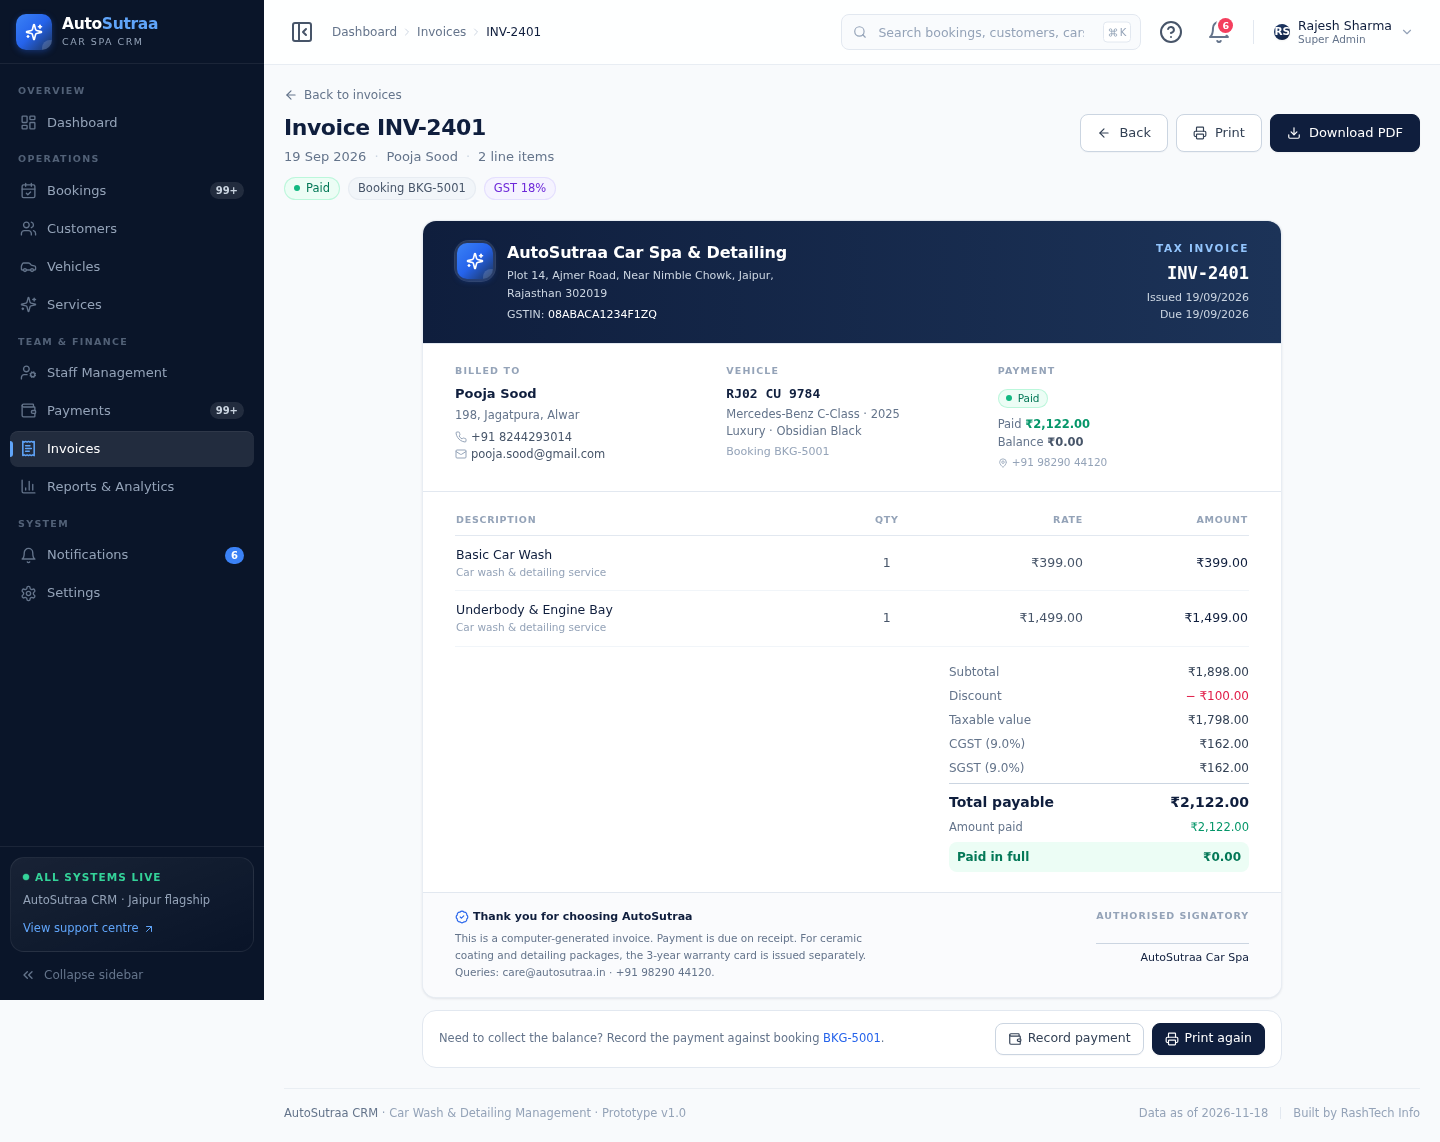 AutoSutraa
CAR SPA CRM
OVERVIEW
Dashboard
OPERATIONS
Bookings 99+
Customers
Vehicles
Services
TEAM & FINANCE
Staff Management
Payments 99+
Invoices
Reports & Analytics
SYSTEM
Notifications 6
Settings
ALL SYSTEMS LIVE
AutoSutraa CRM · Jaipur flagship
View support centre
Collapse sidebar
Dashboard Invoices INV-2401
Search bookings, customers, car ⌘K
6
RS Rajesh Sharma
Super Admin
Back to invoices
Invoice INV-2401
19 Sep 2026 · Pooja Sood · 2 line items
Paid Booking BKG-5001 GST 18%
Back Print Download PDF
AutoSutraa Car Spa & Detailing
Plot 14, Ajmer Road, Near Nimble Chowk, Jaipur,
Rajasthan 302019
GSTIN: 08ABACA1234F1ZQ
TAX INVOICE
INV-2401
Issued 19/09/2026
Due 19/09/2026
BILLED TO
Pooja Sood
198, Jagatpura, Alwar
+91 8244293014
pooja.sood@gmail.com
VEHICLE
RJ02 CU 9784
Mercedes-Benz C-Class · 2025
Luxury · Obsidian Black
Booking BKG-5001
PAYMENT
Paid
Paid ₹2,122.00
Balance ₹0.00
+91 98290 44120
DESCRIPTION QTY RATE AMOUNT
Basic Car Wash 1 ₹399.00 ₹399.00
Car wash & detailing service
Underbody & Engine Bay 1 ₹1,499.00 ₹1,499.00
Car wash & detailing service
Subtotal ₹1,898.00
Discount − ₹100.00
Taxable value ₹1,798.00
CGST (9.0%) ₹162.00
SGST (9.0%) ₹162.00
Total payable ₹2,122.00
Amount paid ₹2,122.00
Paid in full ₹0.00
Thank you for choosing AutoSutraa
This is a computer-generated invoice. Payment is due on receipt. For ceramic
coating and detailing packages, the 3-year warranty card is issued separately.
Queries: care@autosutraa.in · +91 98290 44120.
AUTHORISED SIGNATORY
AutoSutraa Car Spa
Need to collect the balance? Record the payment against booking BKG-5001.
Record payment Print again
AutoSutraa CRM · Car Wash & Detailing Management · Prototype v1.0
Data as of 2026-11-18 Built by RashTech Info